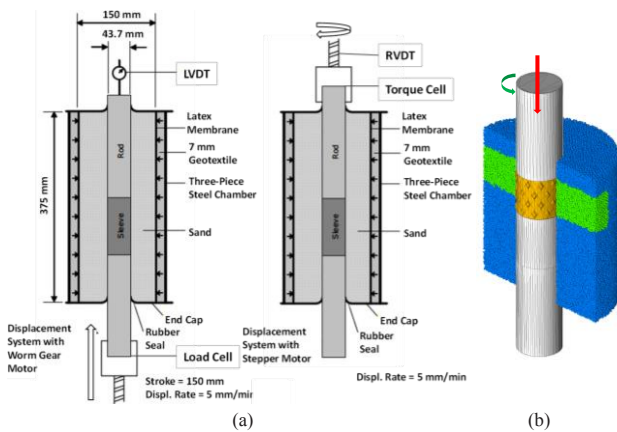 150 mm
43.7 mm
LVDT
RVDT
Torque Cell
Latex
Membrane
7 mm
Geotextile
Three-Piece
Steel Chamber
Sand
Rod
Sleeve
375 mm
End Cap
Rubber
Seal
Displacement
System with
Worm Gear
Motor
Load Cell
Stroke = 150 mm
Displ. Rate = 5 mm/min
Latex
Membrane
7 mm
Geotextile
Three-Piece
Steel Chamber
Sand
Rod
Sleeve
End Cap
Rubber
Seal
Displacement
System with
Stepper Motor
Displ. Rate = 5 mm/min
(a)
(b)